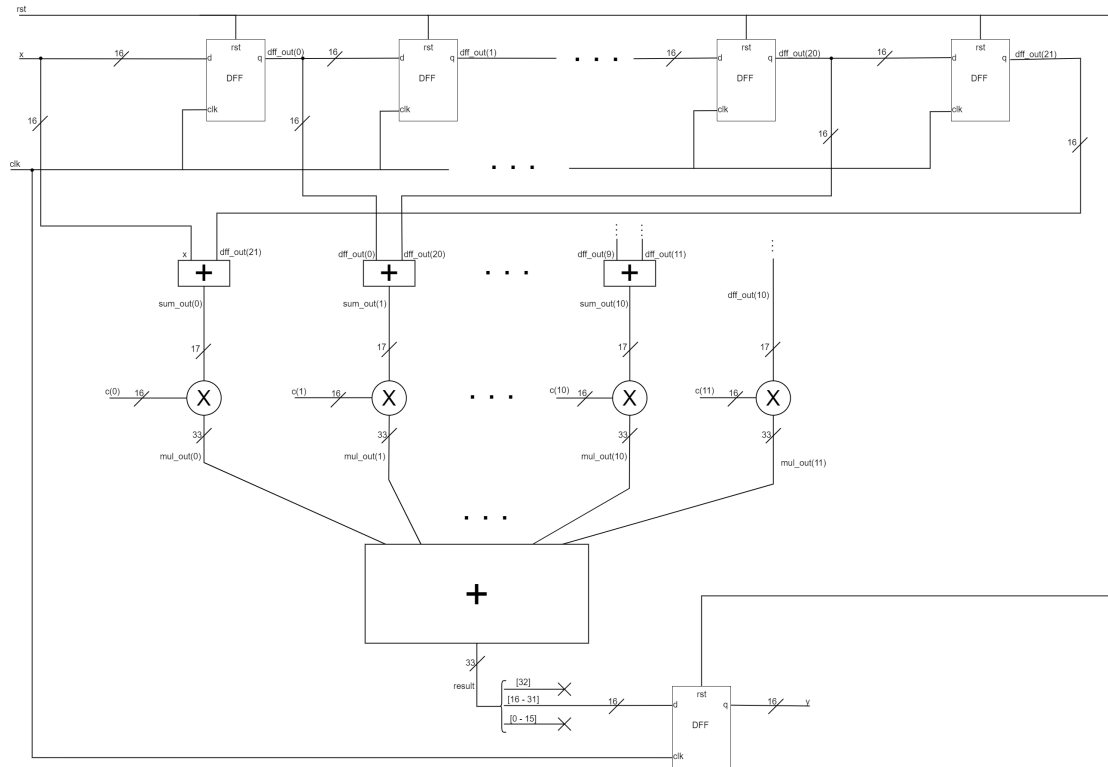 rst
rst rst rst rst
x 16 d q dff_out(0) 16 d q dff_out(1) . . . 16 d q dff_out(20) 16 d q dff_out(21)
DFF DFF DFF DFF
clk clk clk clk
16 16 16 16
clk . . .
x dff_out(21) dff_out(0) dff_out(20) dff_out(9) dff_out(11)
+ + . . . +
dff_out(10)
sum_out(0) sum_out(1) sum_out(10)
17 17 17 17
c(0) 16 X c(1) 16 X . . . c(10) 16 X c(11) 16 X
33 33 33 33
mul_out(0) mul_out(1) mul_out(10) mul_out(11)
. . .
+
33
result
[32]
[16 - 31] 16
[0 - 15]
rst
d q 16 y
DFF
clk